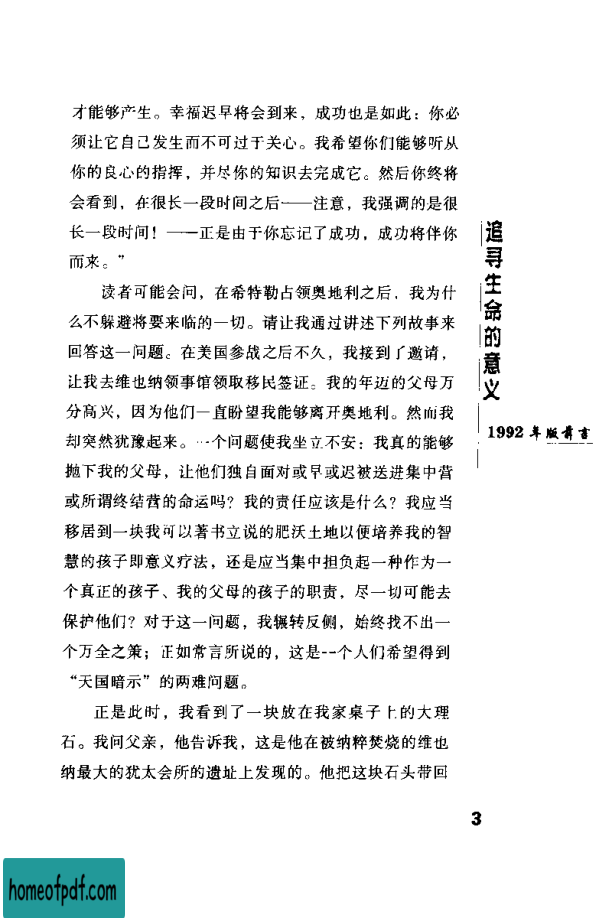 才能够产生。幸福迟早将会到来，成功也是如此：你必
须让它自己发生而不可过于关心。我希望你们能够听从
你的良心的指挥，并尽你的知识去完成它。然后你终将
会看到，在很长一段时间之后——注意，我强调的是很
长一段时间！——正是由于你忘记了成功，成功将伴你
而来。”
读者可能会问，在希特勒占领奥地利之后，我为什
么不躲避将要来临的一切。请让我通过讲述下列故事来
回答这一问题。在美国参战之后不久，我接到了邀请，
让我去维也纳领事馆领取移民签证。我的年迈的父母万
分高兴，因为他们一直盼望我能够离开奥地利。然而我
却突然犹豫起来。一个问题使我坐立不安：我真的能够
抛下我的父母，让他们独自面对或早或迟被送进集中营
或所谓终结营的命运吗？我的责任应该是什么？我应当
移居到一块我可以著书立说的肥沃土地以便培养我的智
慧的孩子即意义疗法，还是应当集中担负起一种作为一
个真正的孩子、我的父母的孩子的职责，尽一切可能去
保护他们？对于这一问题，我辗转反侧，始终找不出一
个万全之策；正如常言所说的，这是一个人们希望得到
“天国暗示”的两难问题。
正是此时，我看到了一块放在我家桌子上的大理
石。我问父亲，他告诉我，这是他在被纳粹焚烧的维也
纳最大的犹太会所的遗址上发现的。他把这块石头带回
追寻生命的意义
1992年版前言
3
homeofpdf.com